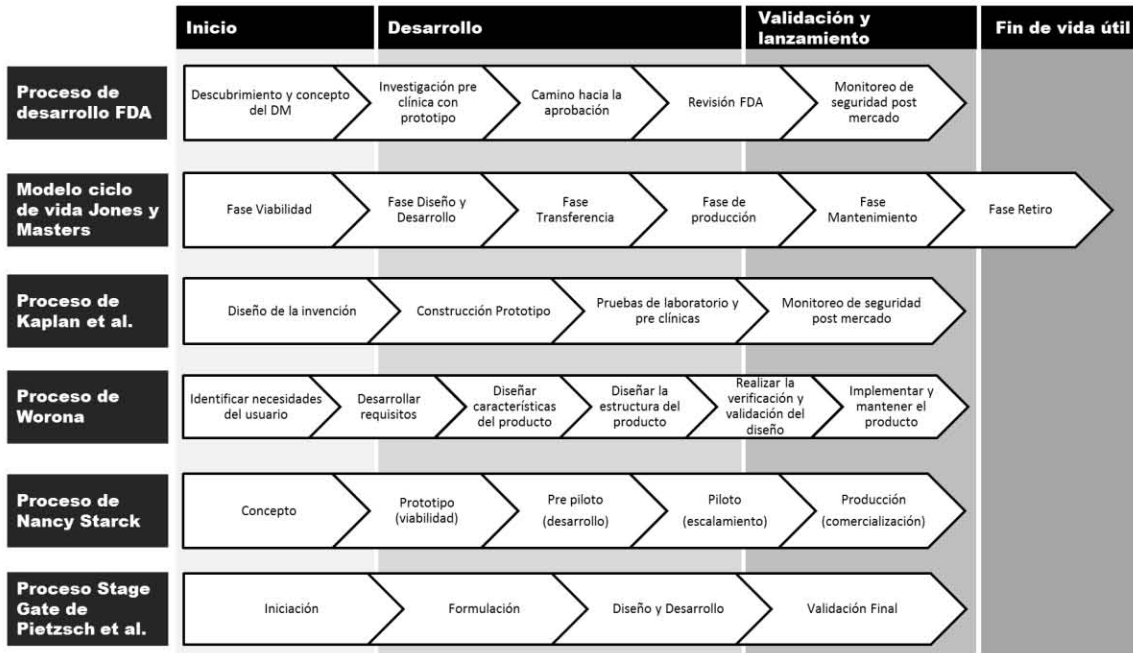 Inicio
Desarrollo
Validación y
lanzamiento
Fin de vida útil
Proceso de
desarrollo FDA
Descubrimiento y concepto
del DM
Investigación pre
clínica con
prototipo
Camino hacia la
aprobación
Revisión FDA
Monitoreo de
seguridad post
mercado
Modelo ciclo
de vida Jones y
Masters
Fase Viabilidad
Fase Diseño y
Desarrollo
Fase
Transferencia
Fase de
producción
Fase
Mantenimiento
Fase Retiro
Proceso de
Kaplan et al.
Diseño de la invención
Construcción Prototipo
Pruebas de laboratorio y
pre clínicas
Monitoreo de seguridad
post mercado
Proceso de
Worona
Identificar necesidades
del usuario
Desarrollar
requisitos
Diseñar
características
del producto
Diseñar la
estructura del
producto
Realizar la
verificación y
validación del
diseño
Implementar y
mantener el
producto
Proceso de
Nancy Starck
Concepto
Prototipo
(viabilidad)
Pre piloto
(desarrollo)
Piloto
(escalamiento)
Producción
(comercialización)
Proceso Stage
Gate de
Pietzsch et al.
Iniciación
Formulación
Diseño y Desarrollo
Validación Final